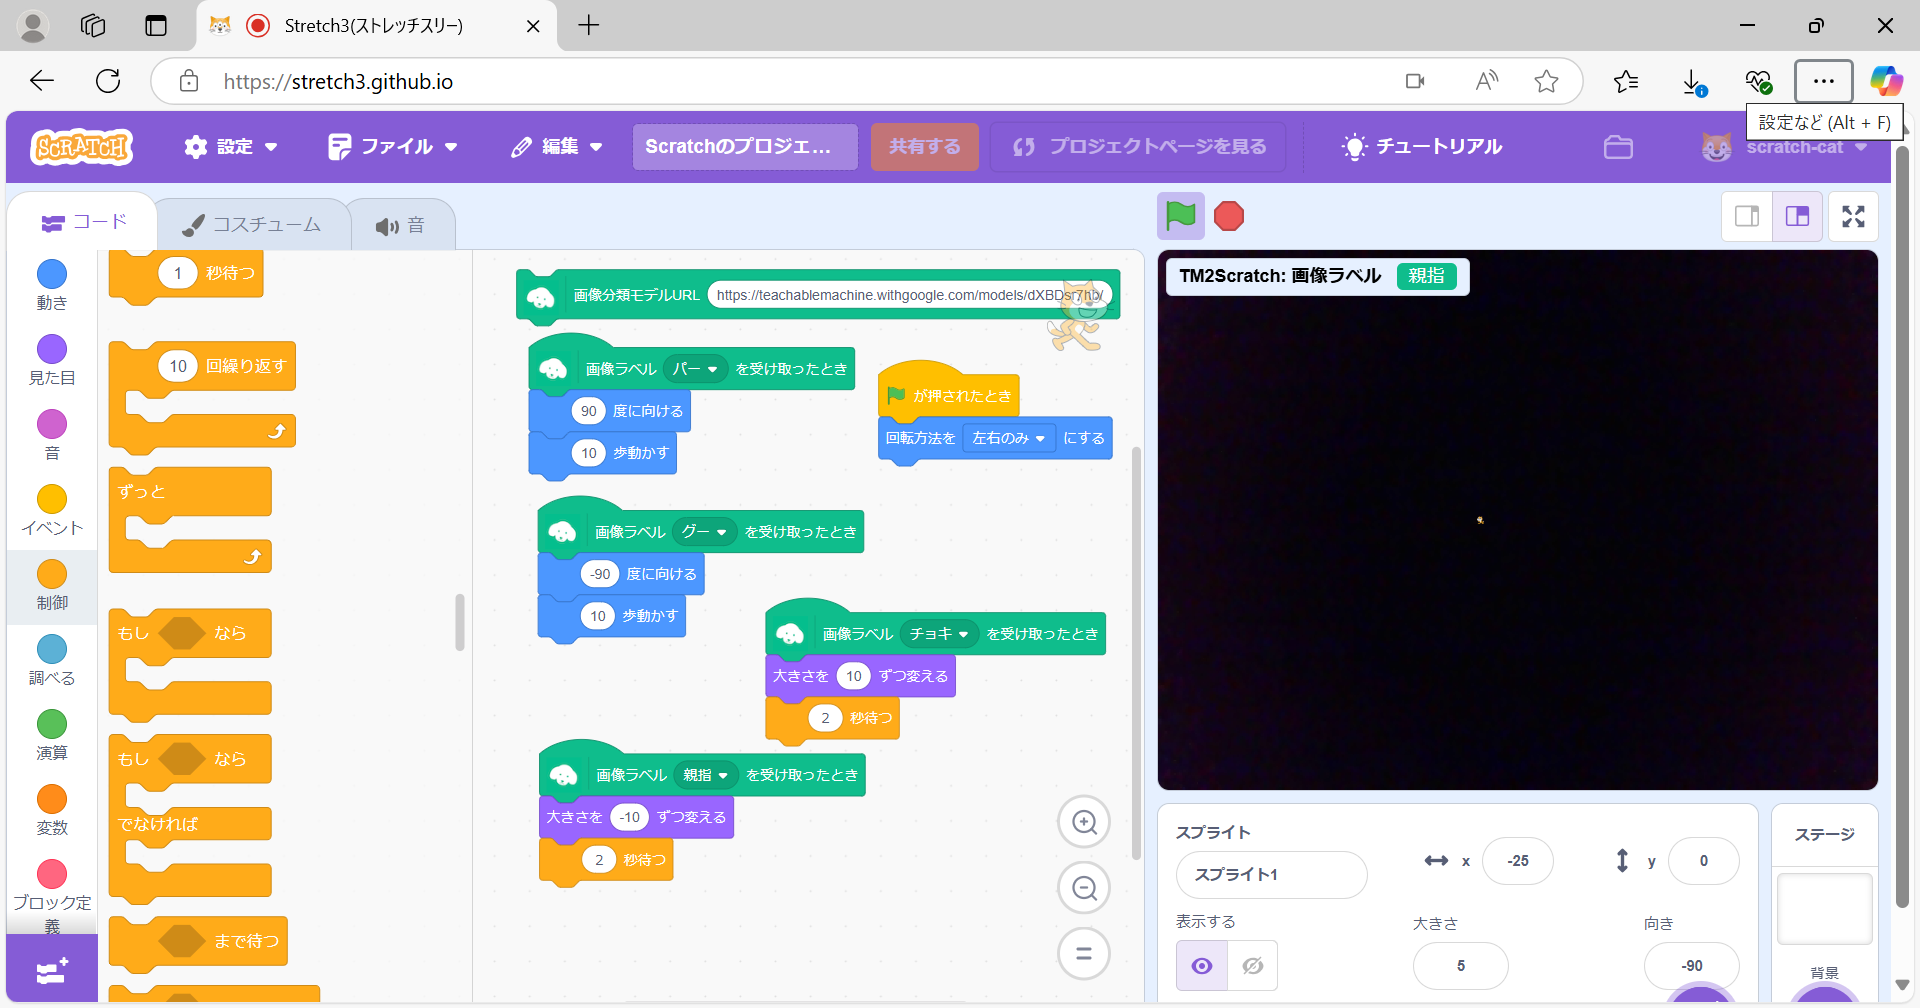 Stretch3(ストレッチスリー)
https://stretch3.github.io
設定など (Alt + F)
SCRATCH
設定
ファイル
編集
Scratchのプロジェ...
共有する
プロジェクトページを見る
チュートリアル
scratch-cat
コード
コスチューム
音
動き
見た目
音
イベント
制御
調べる
演算
変数
ブロック定
義
1 秒待つ
10 回繰り返す
ずっと
もし なら
もし なら
でなければ
まで待つ
画像分類モデルURL https://teachablemachine.withgoogle.com/models/dXBDsr7hb/
画像ラベル パー を受け取ったとき
90 度に向ける
10 歩動かす
が押されたとき
回転方法を 左右のみ にする
画像ラベル グー を受け取ったとき
-90 度に向ける
10 歩動かす
画像ラベル チョキ を受け取ったとき
大きさを 10 ずつ変える
2 秒待つ
画像ラベル 親指 を受け取ったとき
大きさを -10 ずつ変える
2 秒待つ
TM2Scratch: 画像ラベル 親指
スプライト
スプライト1
x -25
y 0
表示する
大きさ 5
向き -90
ステージ
背景